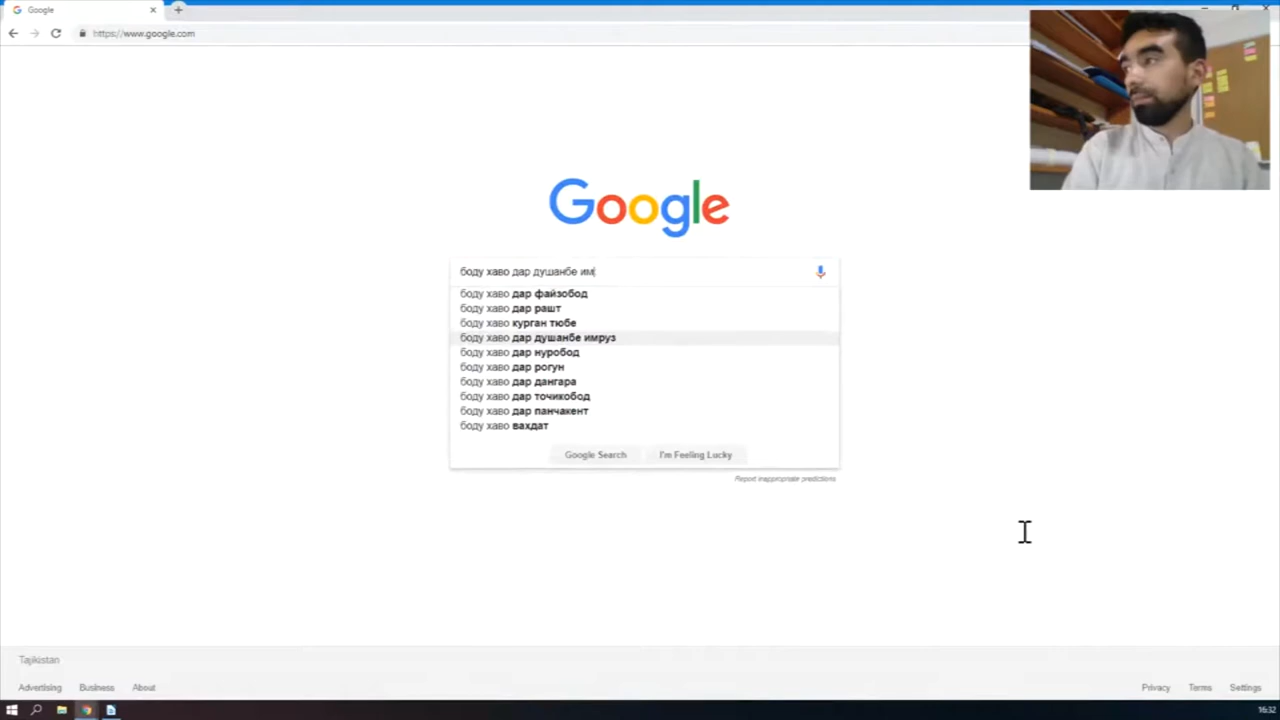 Google
https://www.google.com
Google
боду хаво дар душанбе им
боду хаво дар файзобод
боду хаво дар рашт
боду хаво курган тюбе
боду хаво дар душанбе имруз
боду хаво дар нуробод
боду хаво дар рогун
боду хаво дар дангара
боду хаво дар точикобод
боду хаво дар панчакент
боду хаво вахдат
Google Search I'm Feeling Lucky
Report inappropriate predictions
Tajikistan
Advertising Business About Privacy Terms Settings
16:32